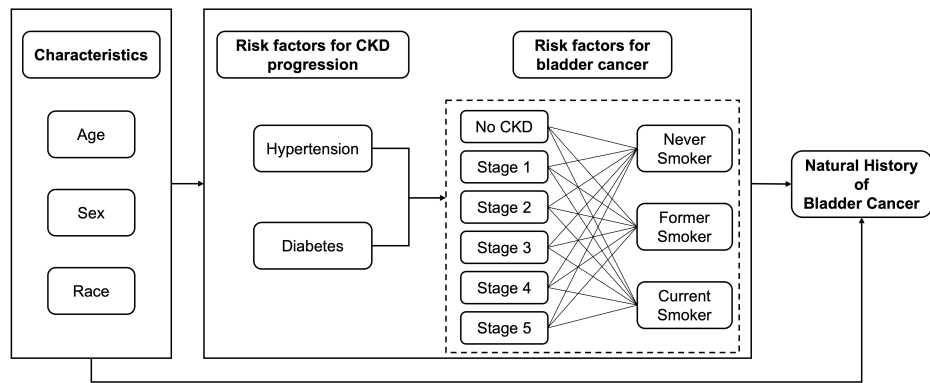 Characteristics
Age
Sex
Race
Risk factors for CKD
progression
Hypertension
Diabetes
Risk factors for
bladder cancer
No CKD
Stage 1
Stage 2
Stage 3
Stage 4
Stage 5
Never
Smoker
Former
Smoker
Current
Smoker
Natural History
of
Bladder Cancer